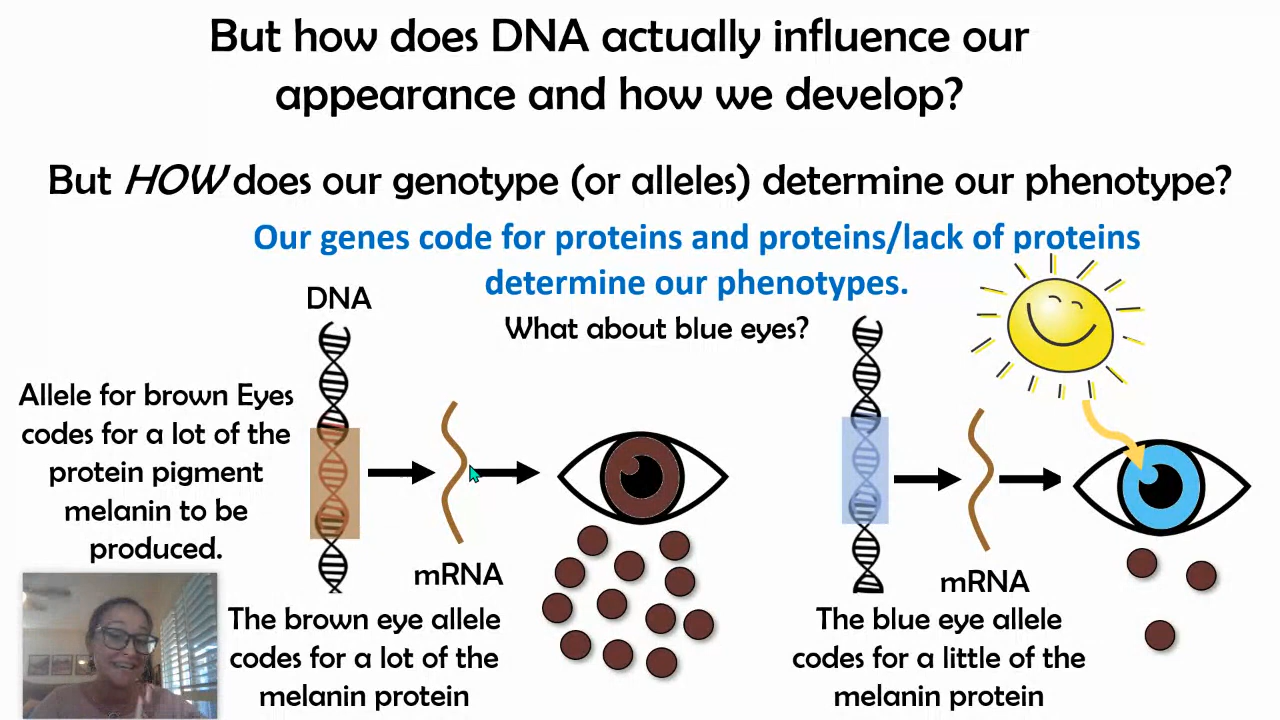 But how does DNA actually influence our
appearance and how we develop?
But HOW does our genotype (or alleles) determine our phenotype?
Our genes code for proteins and proteins/lack of proteins
determine our phenotypes.
DNA
What about blue eyes?
Allele for brown Eyes
codes for a lot of the
protein pigment
melanin to be
produced.
mRNA
The brown eye allele
codes for a lot of the
melanin protein
mRNA
The blue eye allele
codes for a little of the
melanin protein